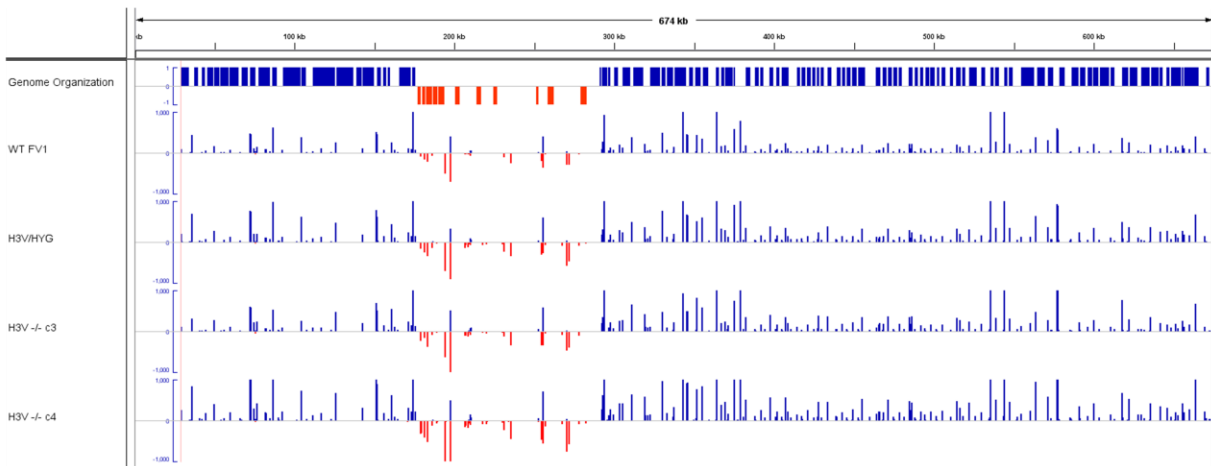 674 kb
kb 100 kb 200 kb 300 kb 400 kb 500 kb 600 kb
Genome Organization
1
0
-1
WT FV1
1,000
0
-1,000
H3V/HYG
1,000
0
-1,000
H3V -/- c3
1,000
0
-1,000
H3V -/- c4
1,000
0
-1,000